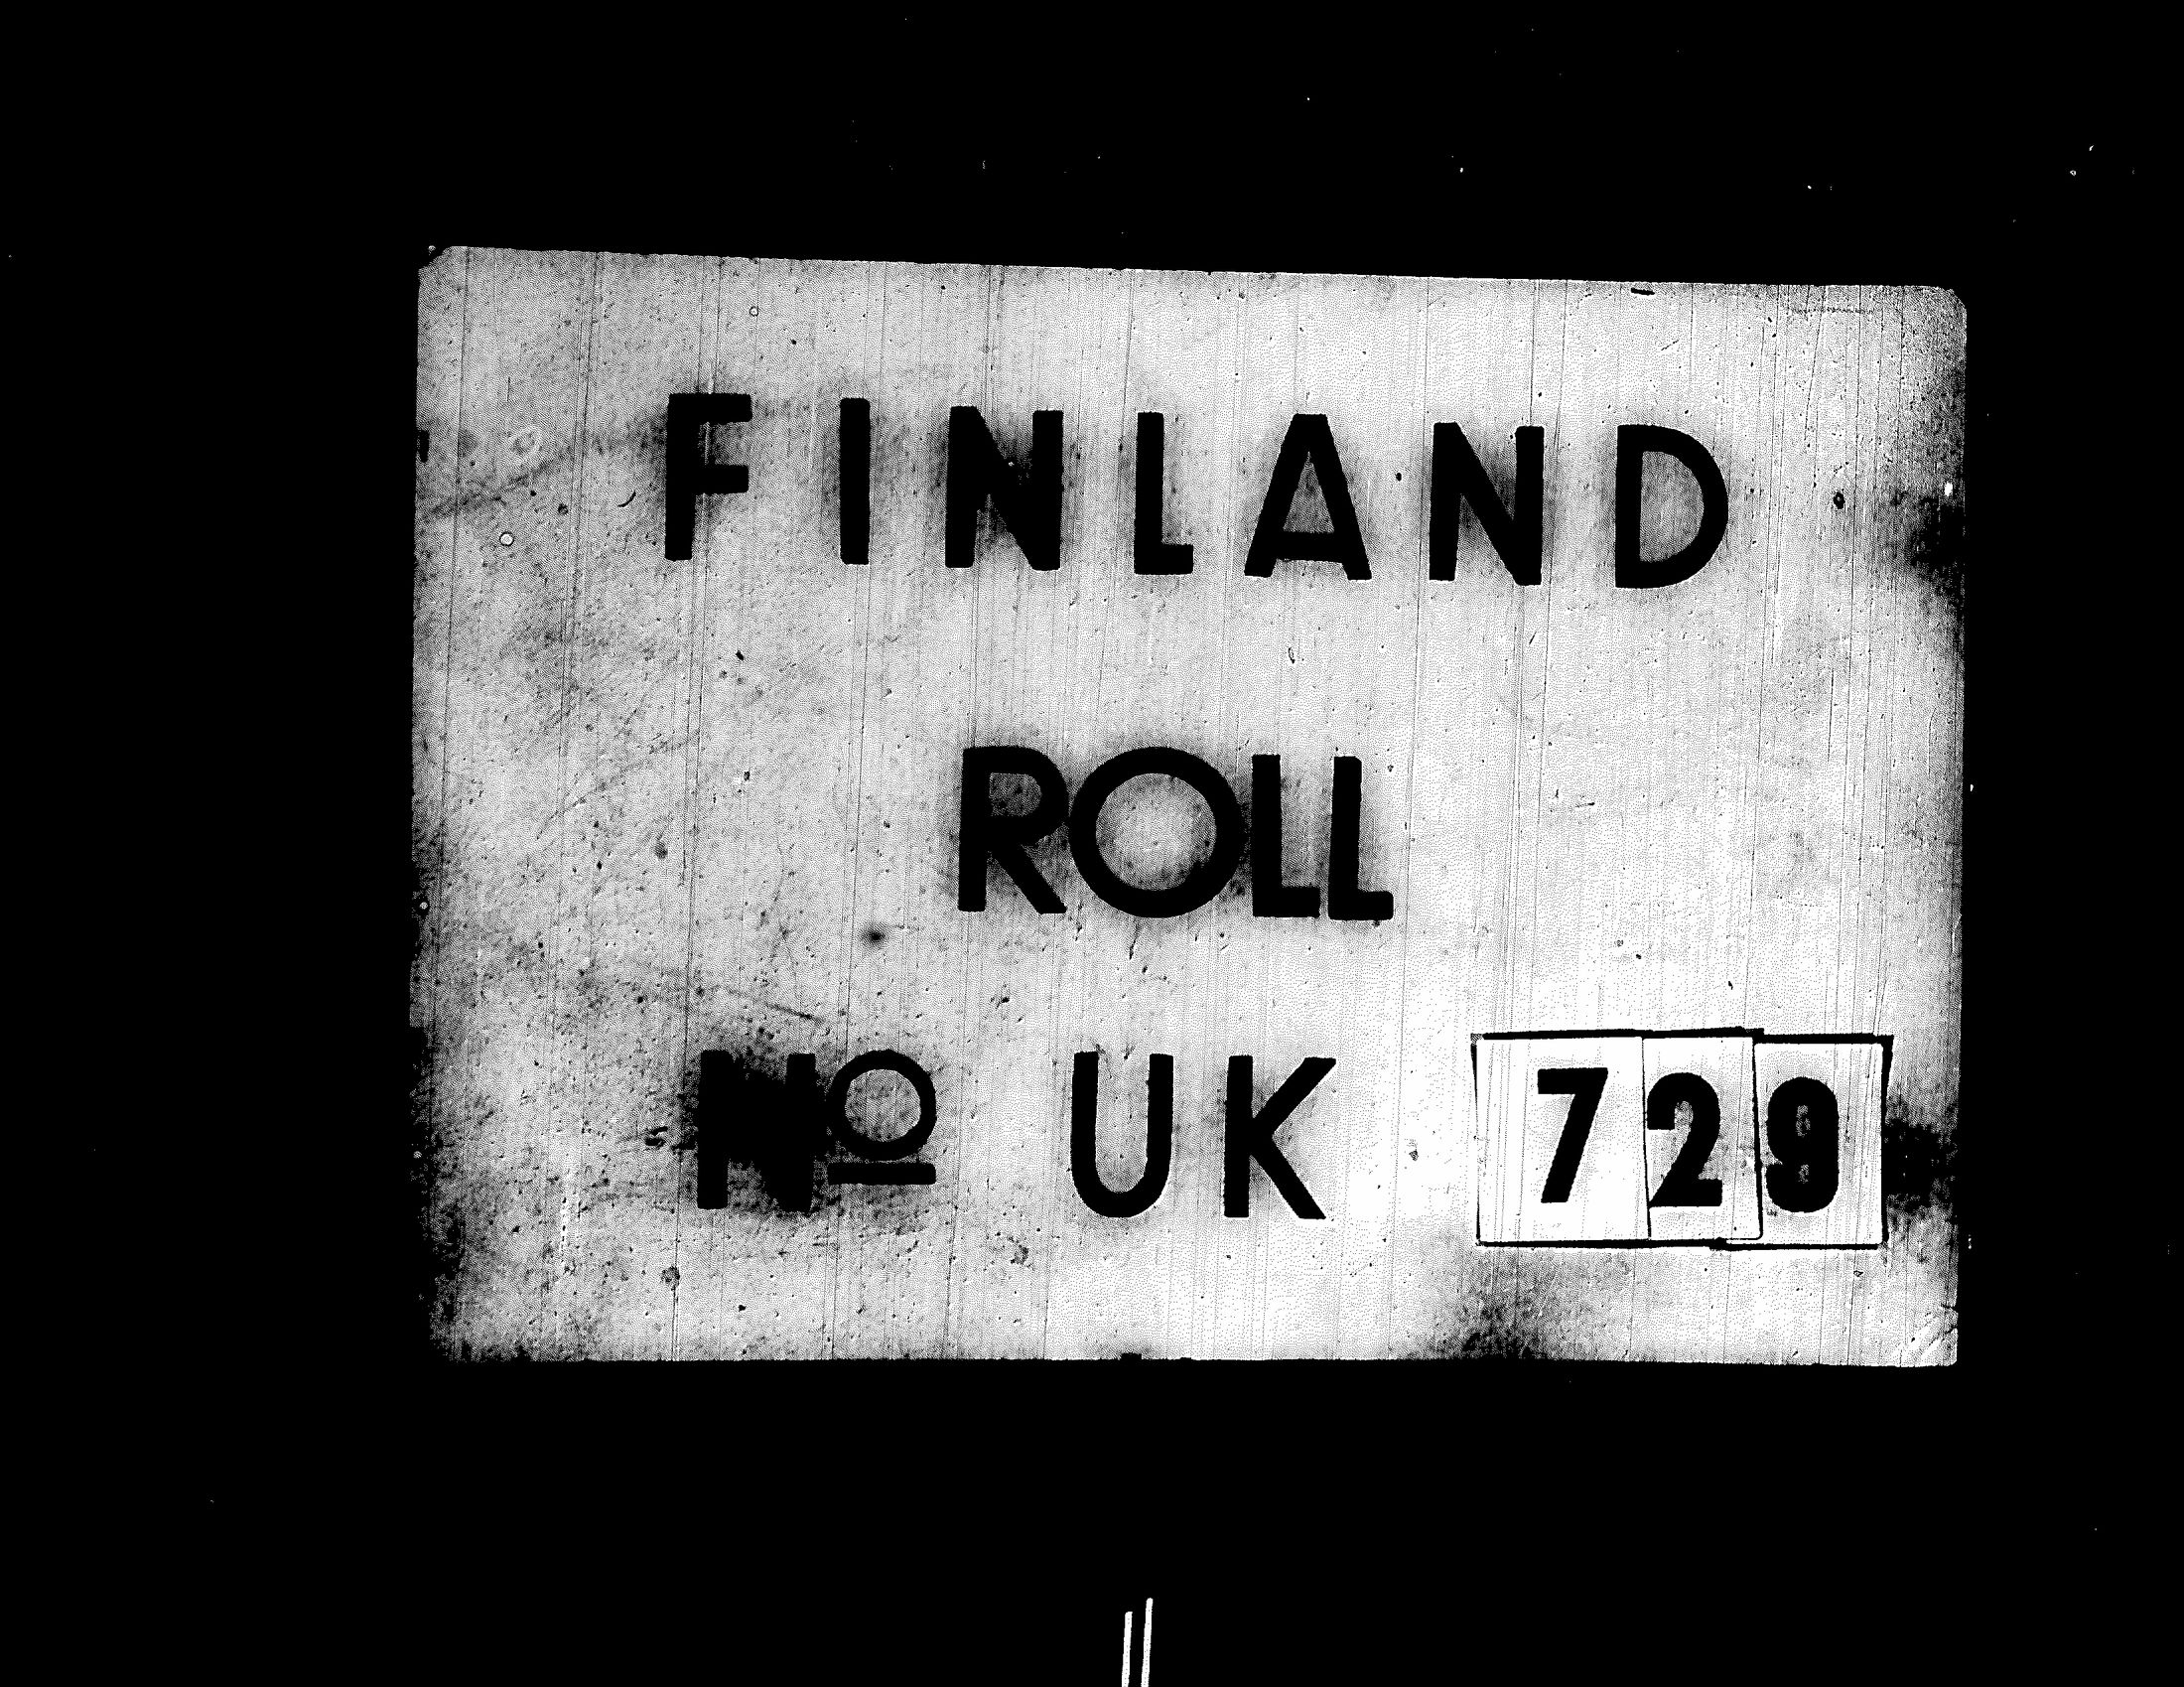 FINLAND
ROLL
Nº UK 729